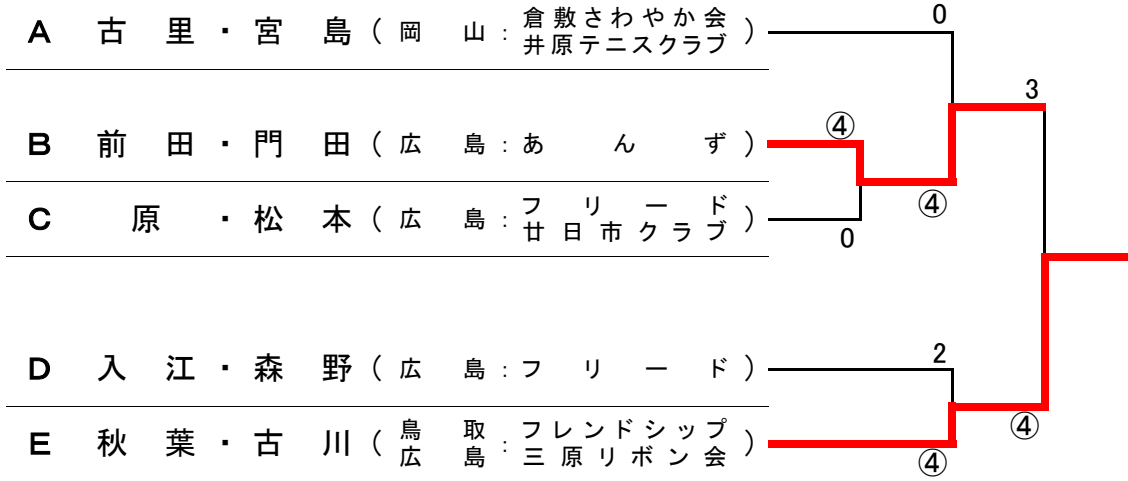 0
A 古里・宮島（岡山：倉敷さわやか会
井原テニスクラブ）
3
④
B 前田・門田（広島：あんず）
④
C 原・松本（広島：フリード
廿日市クラブ）
0
2
D 入江・森野（広島：フリード）
④
E 秋葉・古川（鳥取：フレンドシップ
広島：三原リボン会）
④